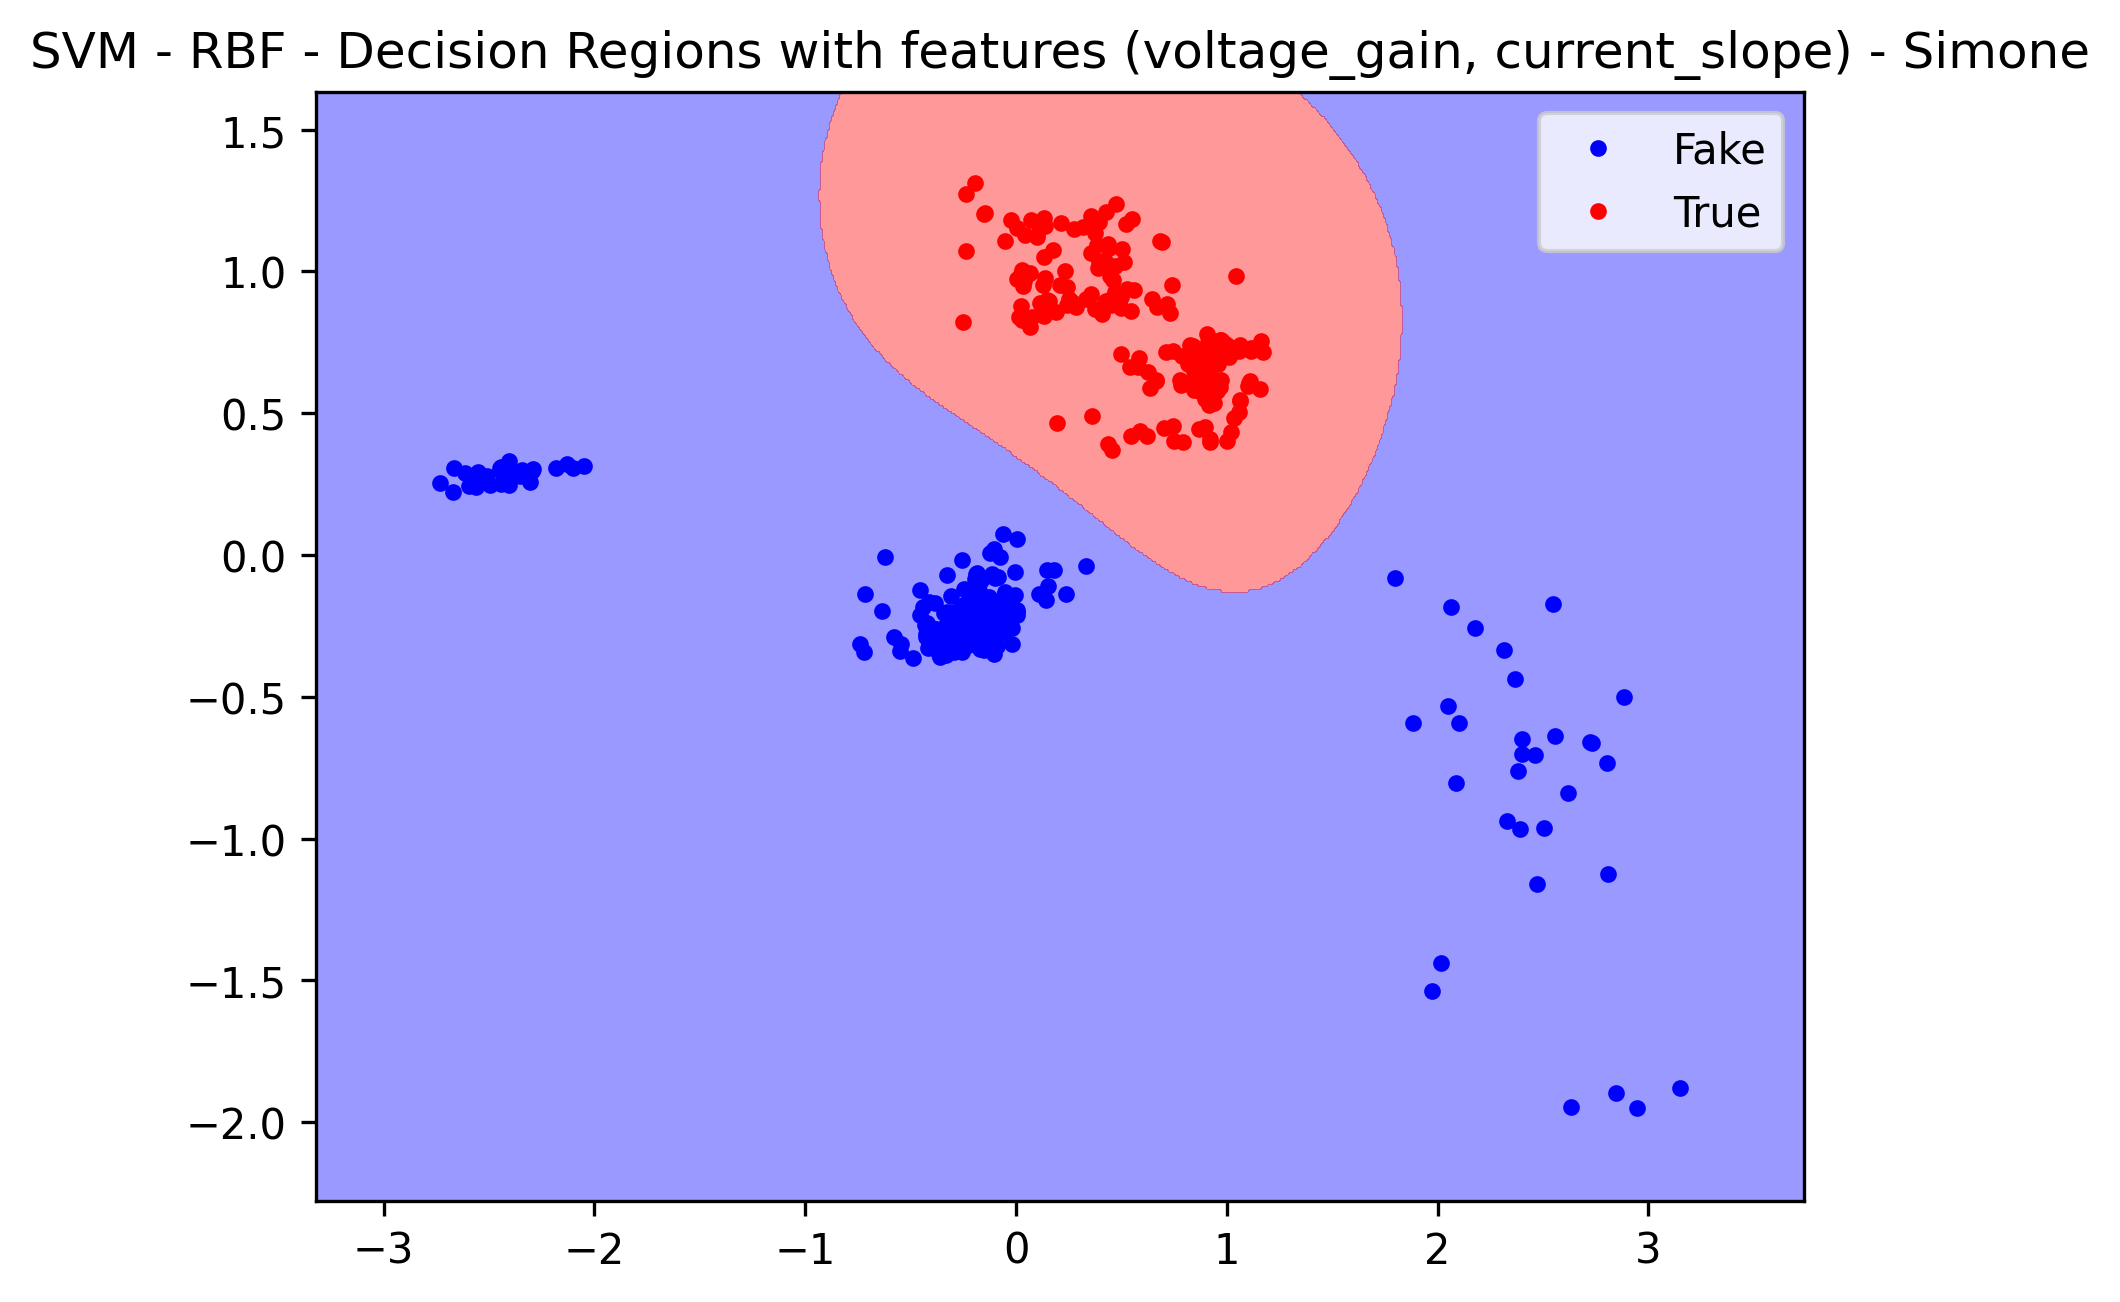 SVM - RBF - Decision Regions with features (voltage_gain, current_slope) - Simone
Fake
True
1.5
1.0
0.5
0.0
−0.5
−1.0
−1.5
−2.0
−3 −2 −1 0 1 2 3